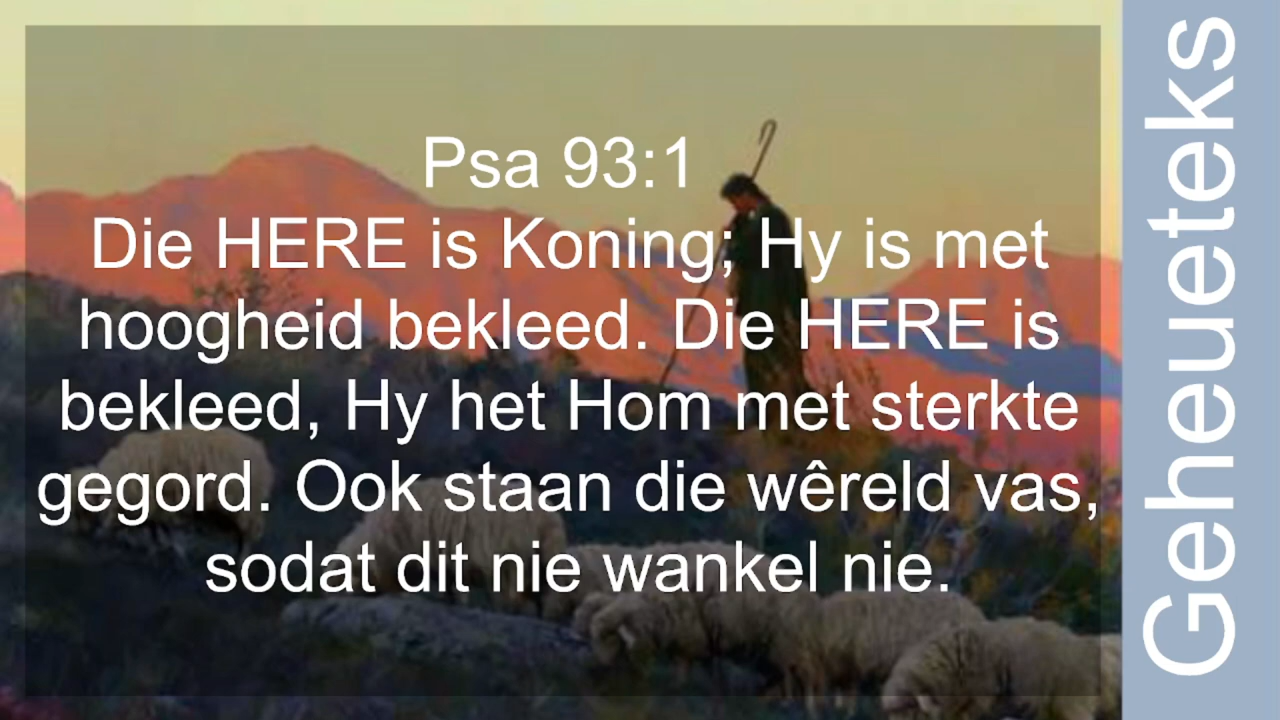 Psa 93:1
Die HERE is Koning; Hy is met
hoogheid bekleed. Die HERE is
bekleed, Hy het Hom met sterkte
gegord. Ook staan die wêreld vas,
sodat dit nie wankel nie.
Geheueteks